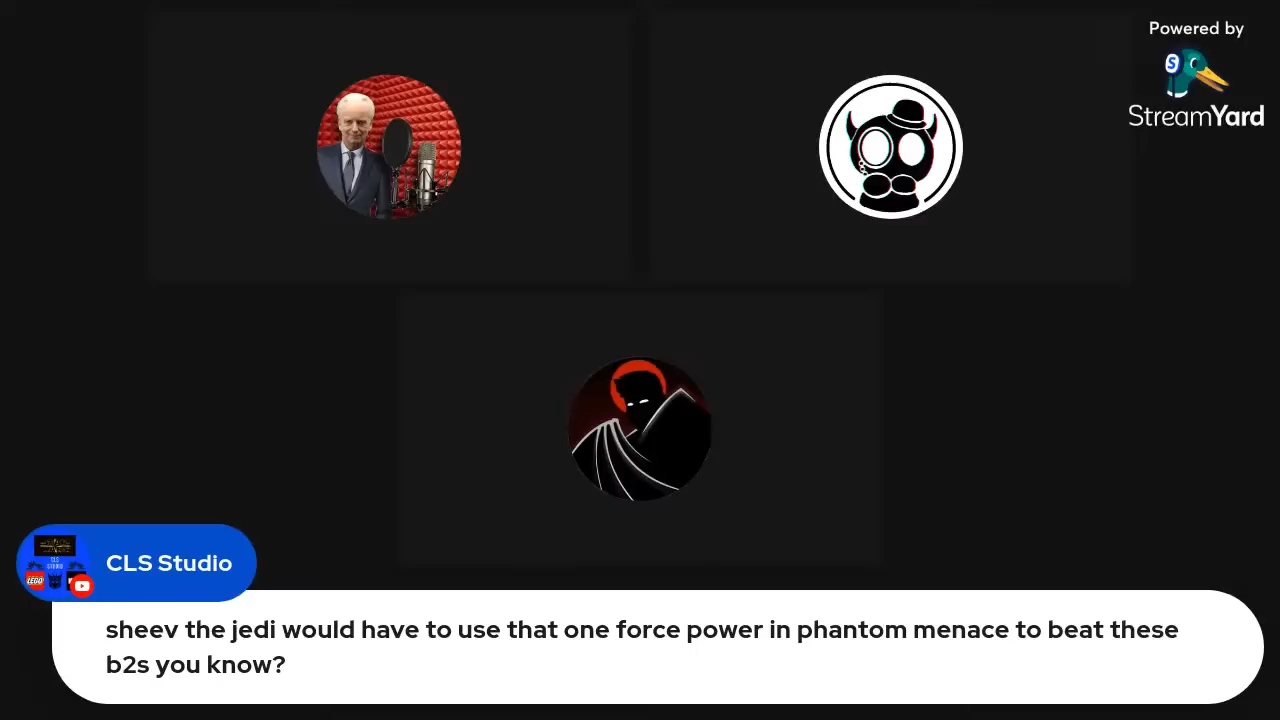 Powered by
StreamYard
CLS Studio
sheev the jedi would have to use that one force power in phantom menace to beat these
b2s you know?
LEGO